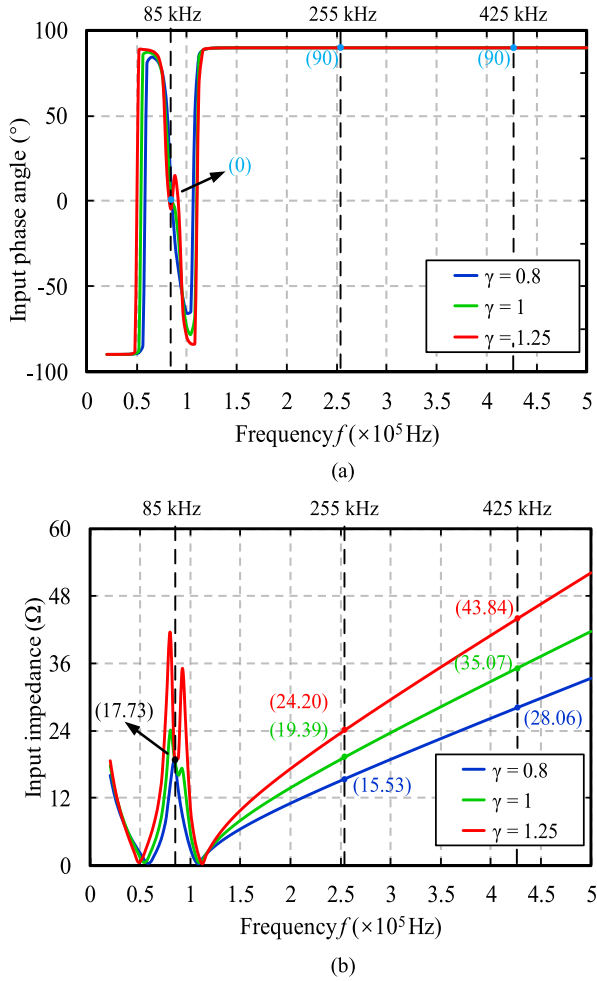 85 kHz 255 kHz 425 kHz
100
50
0
-50
-100
Input phase angle (°)
(90) (90)
(0)
γ = 0.8
γ = 1
γ = 1.25
0 0.5 1 1.5 2 2.5 3 3.5 4 4.5 5
Frequency f (×10⁵ Hz)
(a)
85 kHz 255 kHz 425 kHz
60
48
36
24
12
0
Input impedance (Ω)
(17.73)
(24.20)
(19.39)
(15.53)
(43.84)
(35.07)
(28.06)
γ = 0.8
γ = 1
γ = 1.25
0 0.5 1 1.5 2 2.5 3 3.5 4 4.5 5
Frequency f (×10⁵ Hz)
(b)